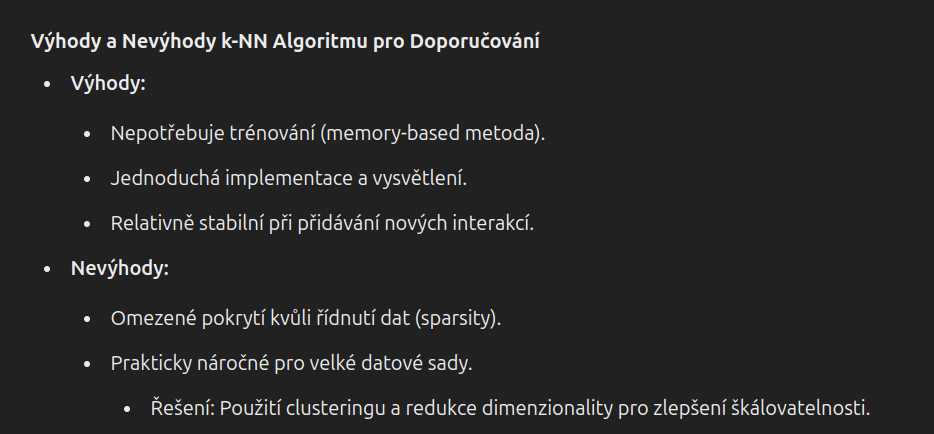 Výhody a Nevýhody k-NN Algoritmu pro Doporučování
• Výhody:
• Nepotřebuje trénování (memory-based metoda).
• Jednoduchá implementace a vysvětlení.
• Relativně stabilní při přidávání nových interakcí.
• Nevýhody:
• Omezené pokrytí kvůli řídnutí dat (sparsity).
• Prakticky náročné pro velké datové sady.
• Řešení: Použití clusteringu a redukce dimenzionality pro zlepšení škálovatelnosti.